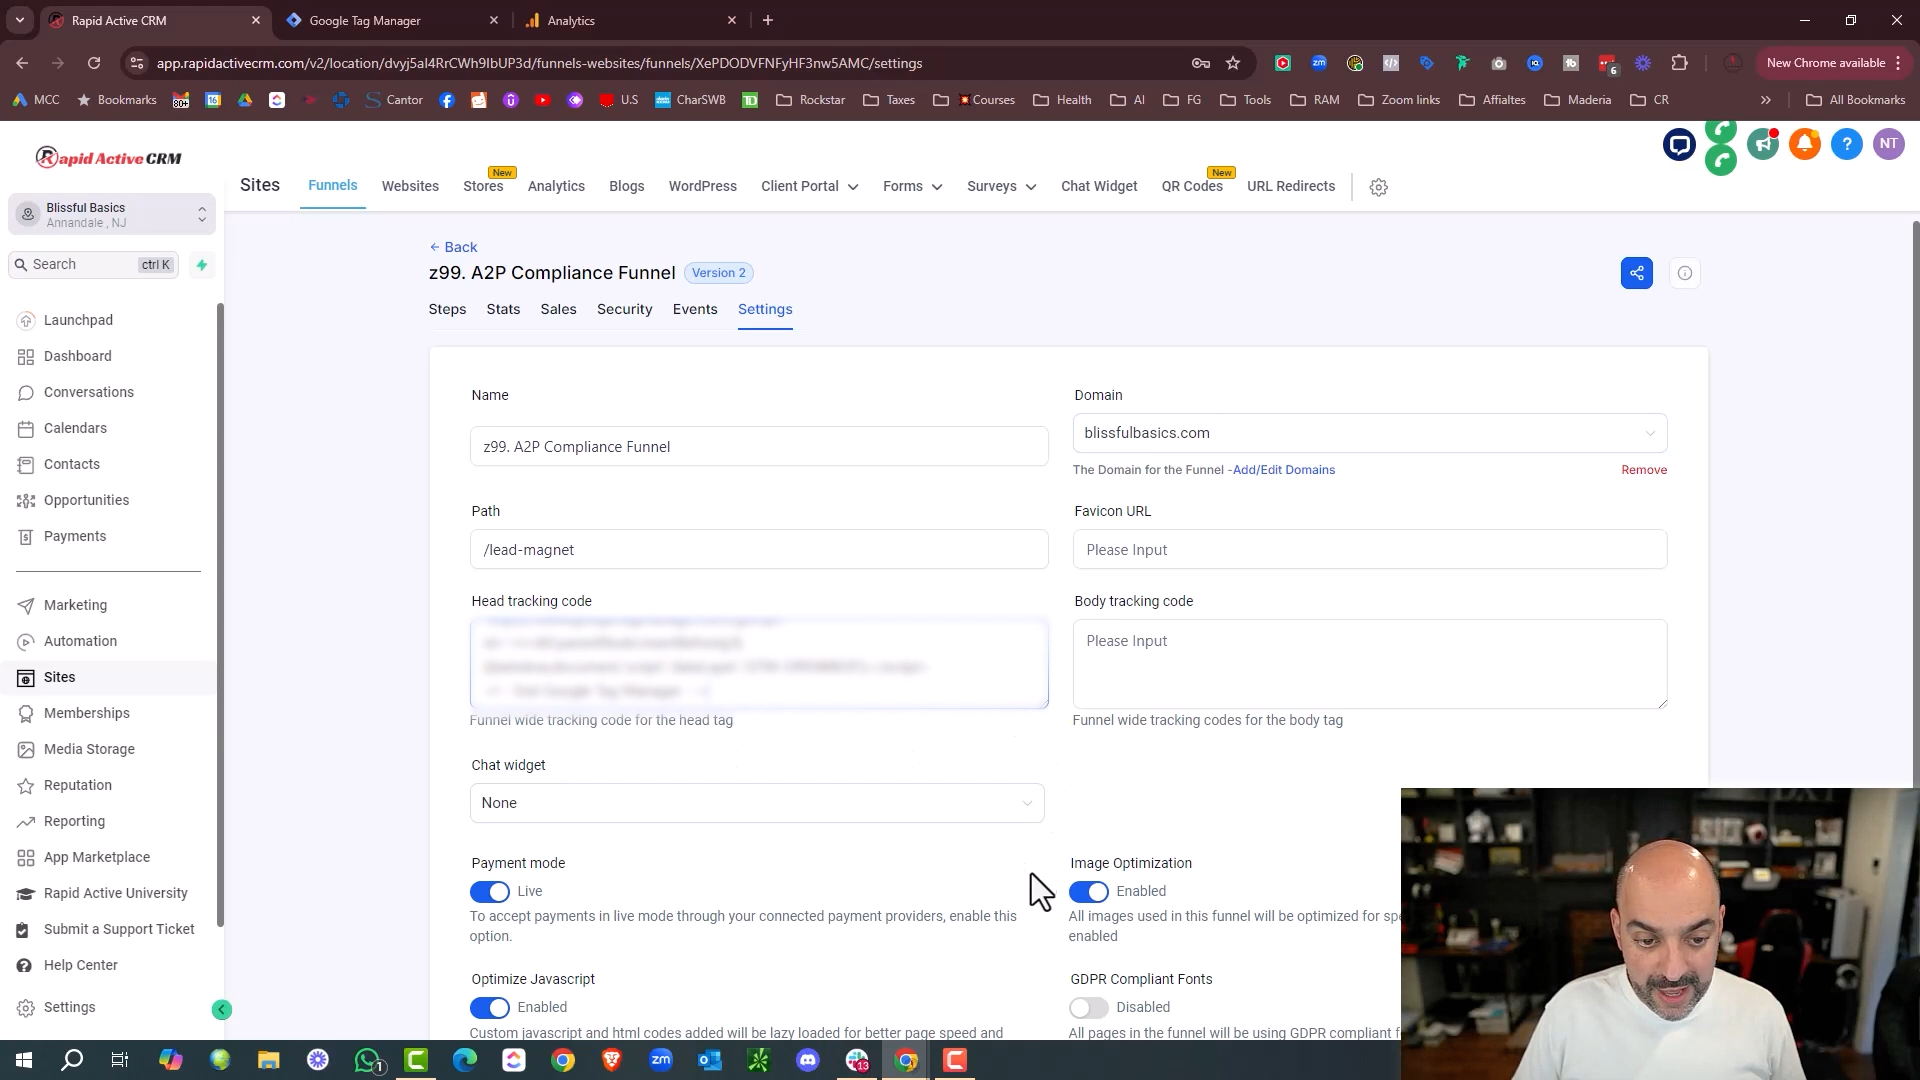 Rapid Active CRM
Google Tag Manager
Analytics
app.rapidactivecrm.com/v2/location/dvyj5al4RrCWh9IbUP3d/funnels-websites/funnels/XePDODVFNFyHF3nw5AMC/settings
New Chrome available
MCC
Bookmarks
Cantor
U.S
CharSWB
Rockstar
Taxes
Courses
Health
AI
FG
Tools
RAM
Zoom links
Affialtes
Maderia
CR
All Bookmarks
Rapid Active CRM
Blissful Basics
Annandale , NJ
Search
ctrl K
Launchpad
Dashboard
Conversations
Calendars
Contacts
Opportunities
Payments
Marketing
Automation
Sites
Memberships
Media Storage
Reputation
Reporting
App Marketplace
Rapid Active University
Submit a Support Ticket
Help Center
Settings
Sites
Funnels
Websites
Stores
New
Analytics
Blogs
WordPress
Client Portal
Forms
Surveys
Chat Widget
QR Codes
New
URL Redirects
NT
← Back
z99. A2P Compliance Funnel
Version 2
Steps
Stats
Sales
Security
Events
Settings
Name
z99. A2P Compliance Funnel
Domain
blissfulbasics.com
The Domain for the Funnel -Add/Edit Domains
Remove
Path
/lead-magnet
Favicon URL
Please Input
Head tracking code
Funnel wide tracking code for the head tag
Body tracking code
Please Input
Funnel wide tracking codes for the body tag
Chat widget
None
Payment mode
Live
To accept payments in live mode through your connected payment providers, enable this
option.
Image Optimization
Enabled
All images used in this funnel will be optimized for
enabled
Optimize Javascript
Enabled
Custom javascript and html codes added will be lazy loaded for better page speed and
GDPR Compliant Fonts
Disabled
All pages in the funnel will be using GDPR compliant